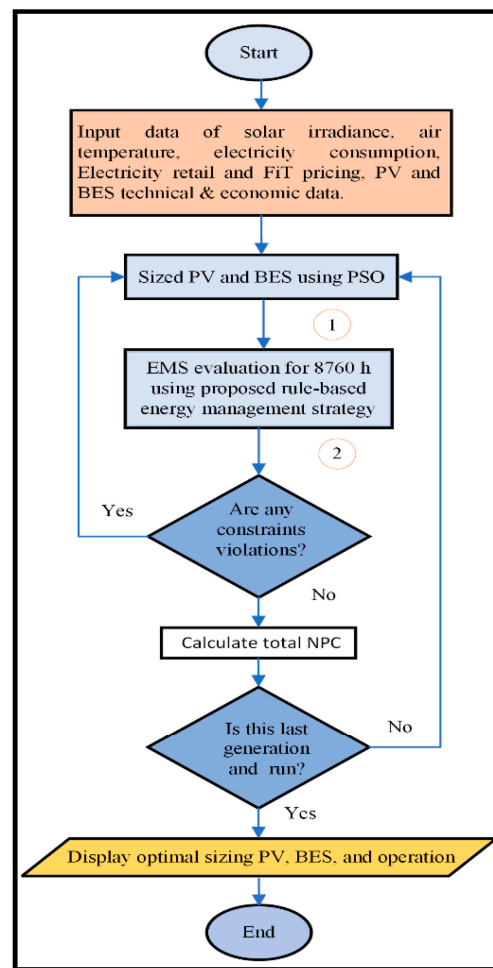 Start
Input data of solar irradiance, air
temperature, electricity consumption,
Electricity retail and FiT pricing, PV and
BES technical & economic data.
Sized PV and BES using PSO
1
EMS evaluation for 8760 h
using proposed rule-based
energy management strategy
2
Yes
Are any
constraints
violations?
No
Calculate total NPC
Is this last
generation
and run?
No
Yes
Display optimal sizing PV, BES, and operation
End